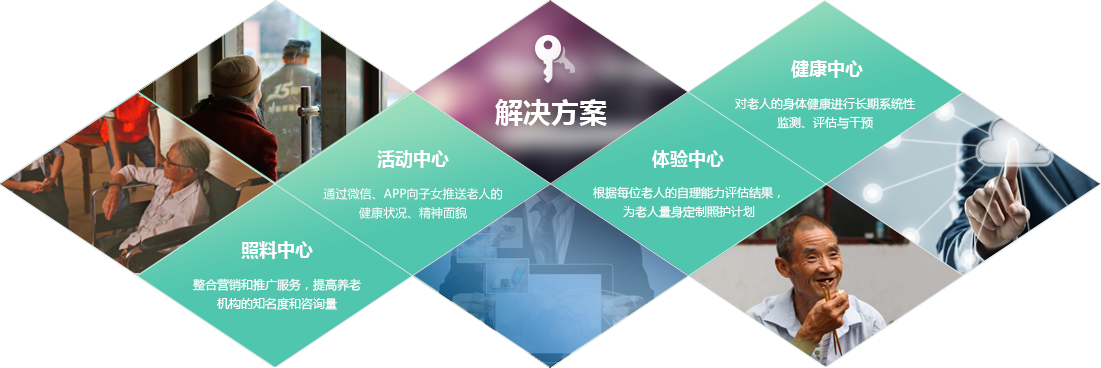 解决方案
健康中心
对老人的身体健康进行长期系统性
监测、评估与干预
活动中心
通过微信、APP向子女推送老人的
健康状况、精神面貌
体验中心
根据每位老人的自理能力评估结果，
为老人量身定制照护计划
照料中心
整合营销和推广服务，提高养老
机构的知名度和咨询量